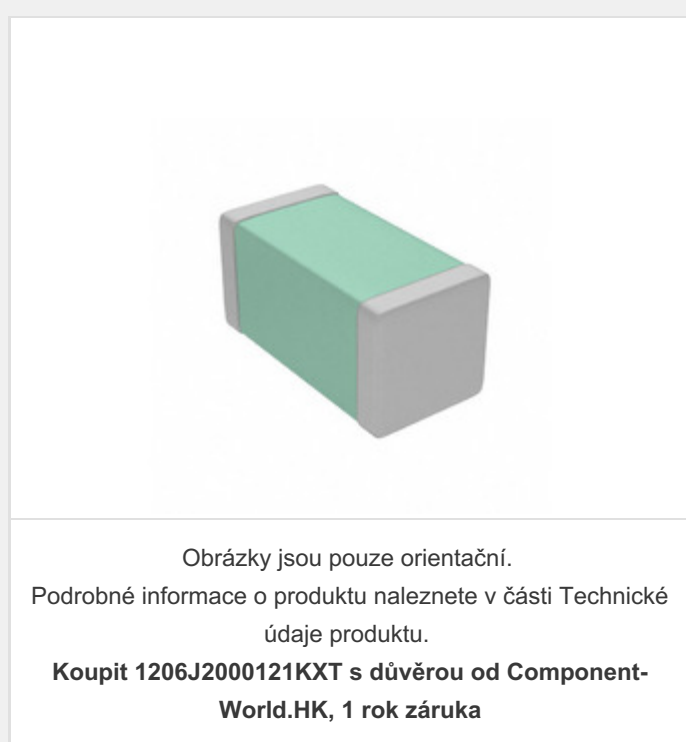 Obrázky jsou pouze orientační.
Podrobné informace o produktu naleznete v části Technické
údaje produktu.
Koupit 1206J2000121KXT s důvěrou od Component-
World.HK, 1 rok záruka